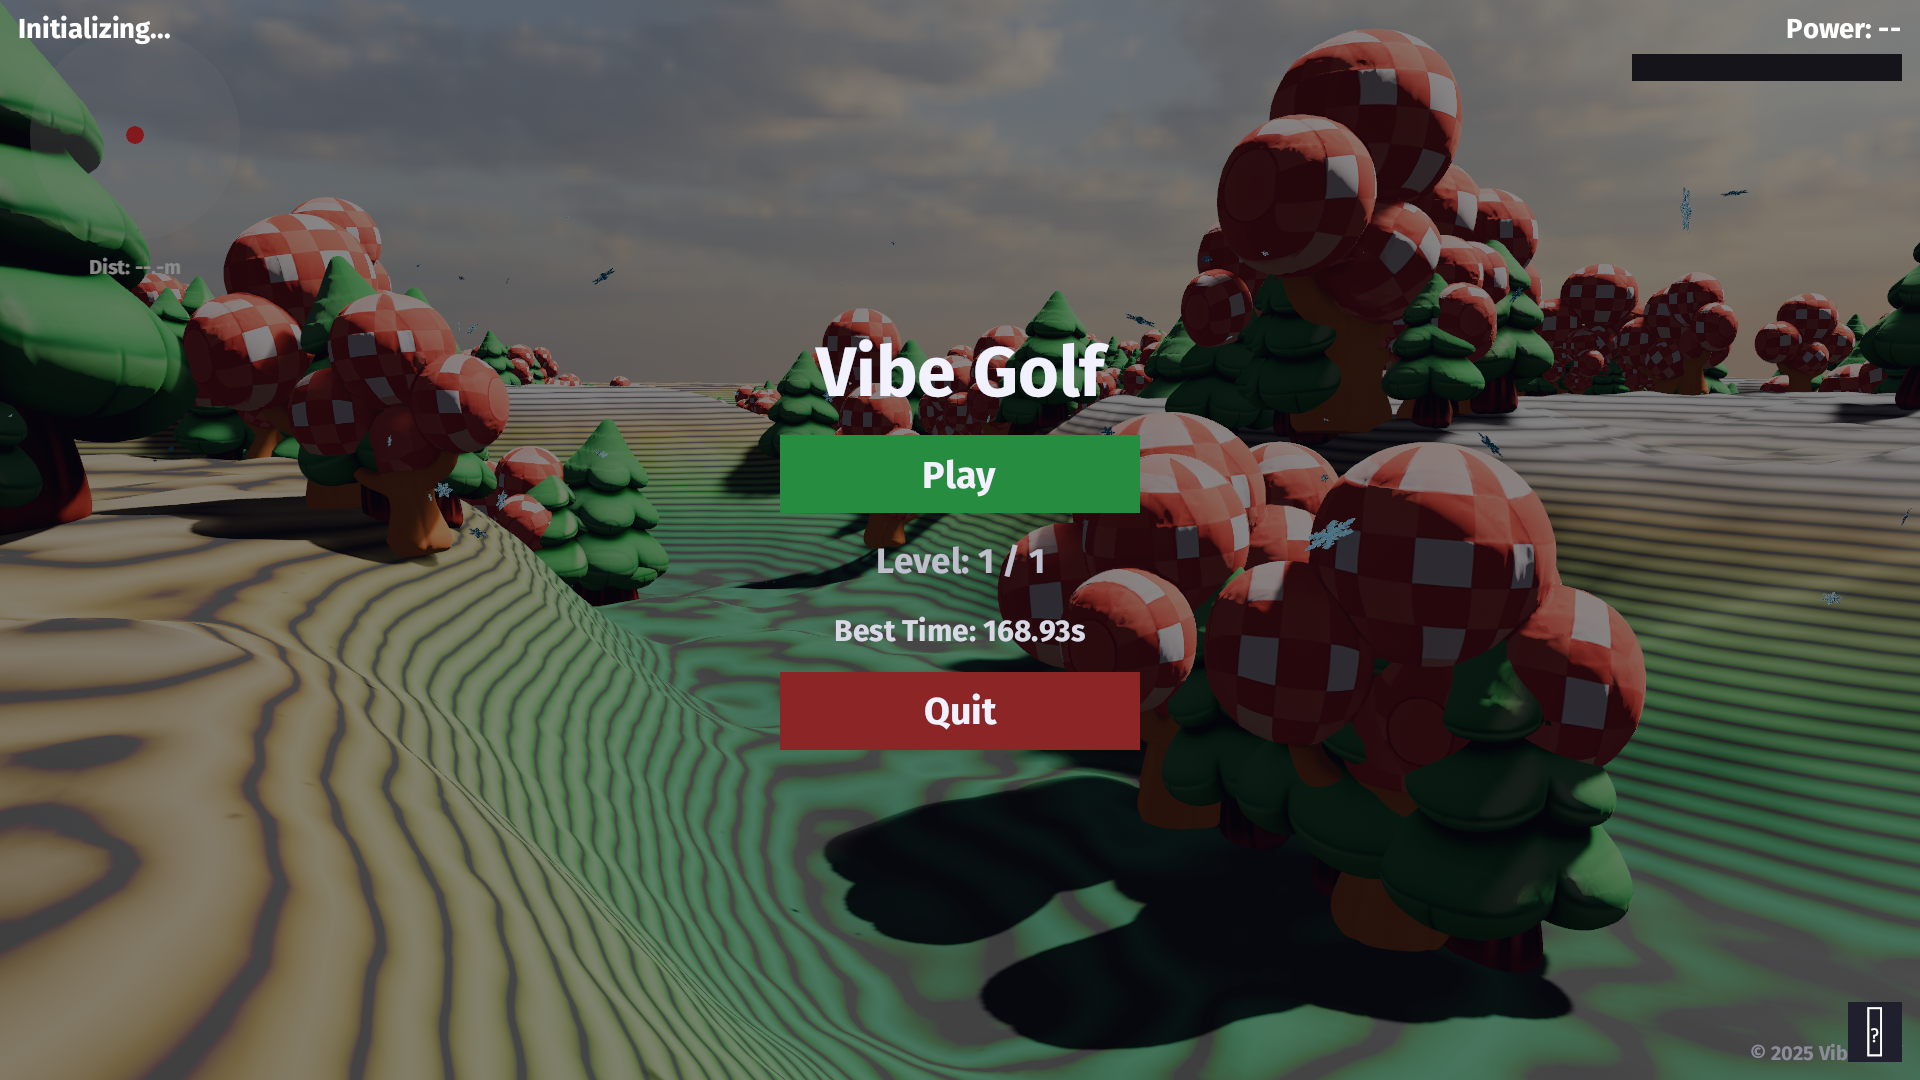 Initializing...
Power: --
Dist: --.-m
Vibe Golf
Play
Level: 1 / 1
Best Time: 168.93s
Quit
© 2025 Vib
?